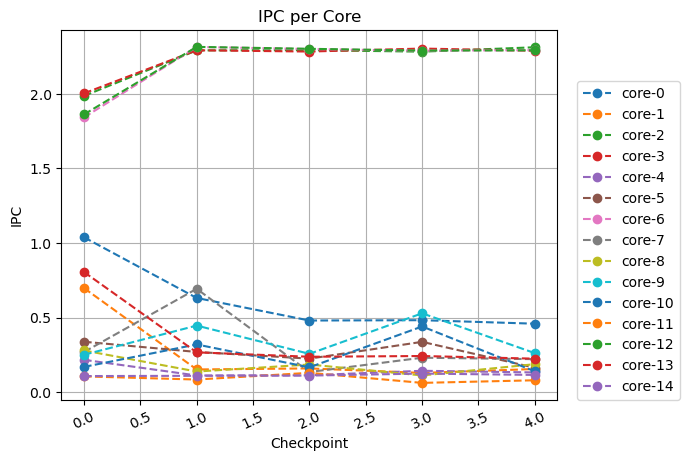 IPC per Core
IPC
2.0
1.5
1.0
0.5
0.0
0.0
0.5
1.0
1.5
2.0
2.5
3.0
3.5
4.0
Checkpoint
core-0
core-1
core-2
core-3
core-4
core-5
core-6
core-7
core-8
core-9
core-10
core-11
core-12
core-13
core-14